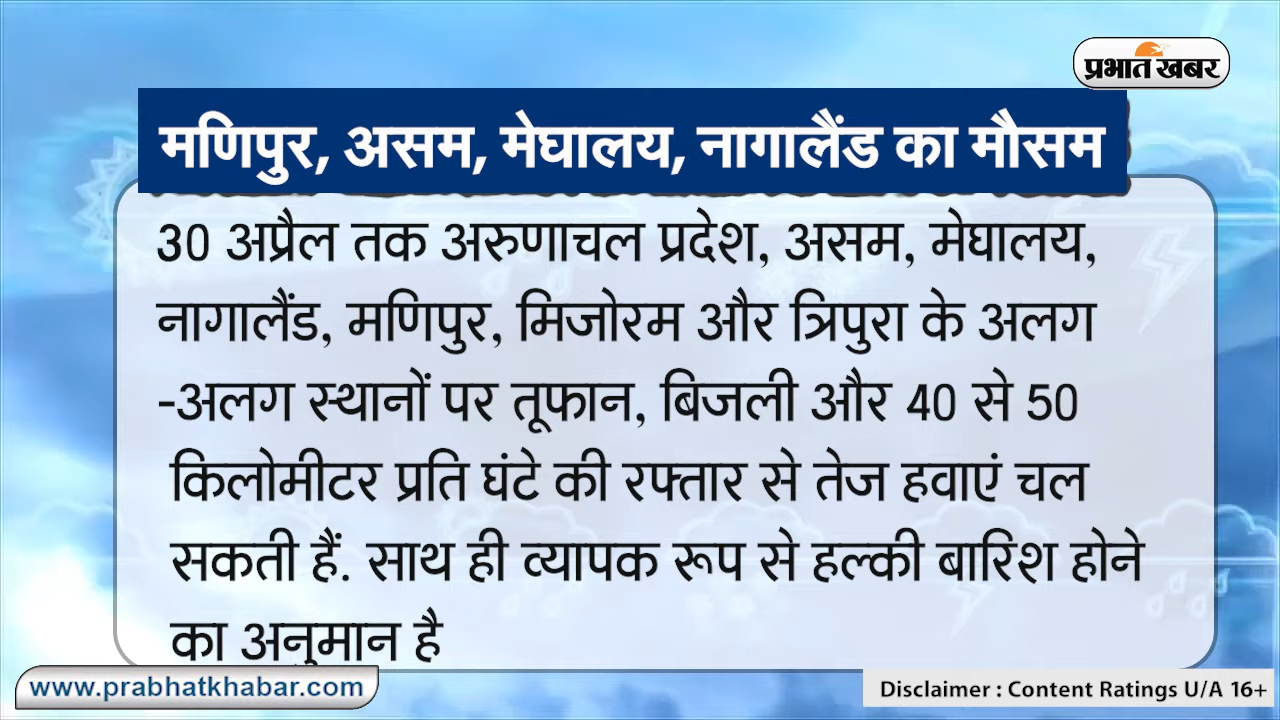 प्रभात खबर
मणिपुर, असम, मेघालय, नागालैंड का मौसम
30 अप्रैल तक अरुणाचल प्रदेश, असम, मेघालय,
नागालैंड, मणिपुर, मिजोरम और त्रिपुरा के अलग
-अलग स्थानों पर तूफान, बिजली और 40 से 50
किलोमीटर प्रति घंटे की रफ्तार से तेज हवाएं चल
सकती हैं. साथ ही व्यापक रूप से हल्की बारिश होने
का अनुमान है
www.prabhatkhabar.com
Disclaimer : Content Ratings U/A 16+